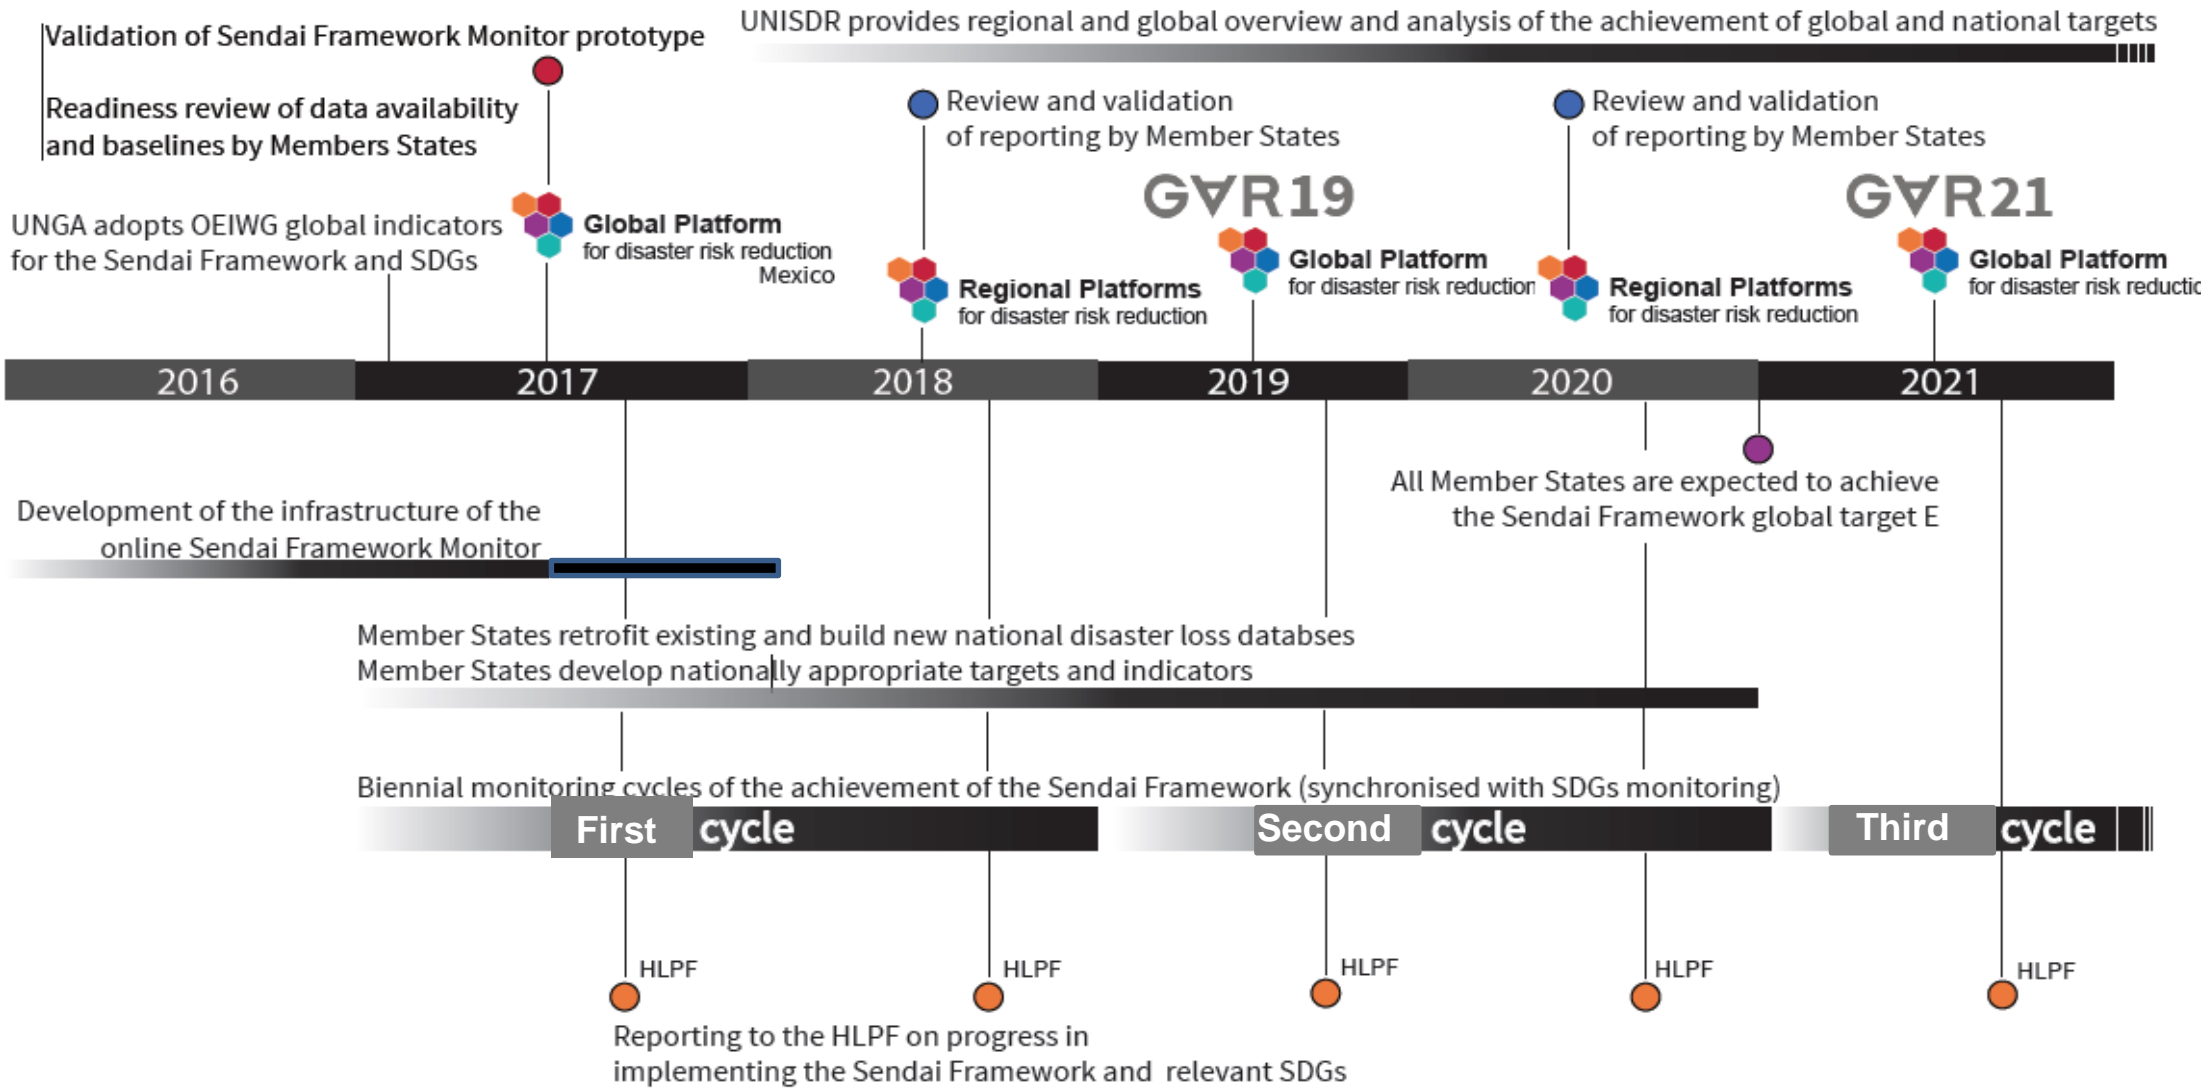 UNISDR provides regional and global overview and analysis of the achievement of global and national targets
Validation of Sendai Framework Monitor prototype
Readiness review of data availability
and baselines by Members States
Review and validation
of reporting by Member States
Review and validation
of reporting by Member States
UNGA adopts OEIWG global indicators
for the Sendai Framework and SDGs
Global Platform
for disaster risk reduction
Mexico
Regional Platforms
for disaster risk reduction
G∀R19
Global Platform
for disaster risk reduction
Regional Platforms
for disaster risk reduction
G∀R21
Global Platform
for disaster risk reductic
2016
2017
2018
2019
2020
2021
All Member States are expected to achieve
the Sendai Framework global target E
Development of the infrastructure of the
online Sendai Framework Monitor
Member States retrofit existing and build new national disaster loss databses
Member States develop nationally appropriate targets and indicators
Biennial monitoring cycles of the achievement of the Sendai Framework (synchronised with SDGs monitoring)
First cycle
Second cycle
Third cycle
HLPF
HLPF
HLPF
HLPF
HLPF
Reporting to the HLPF on progress in
implementing the Sendai Framework and relevant SDGs